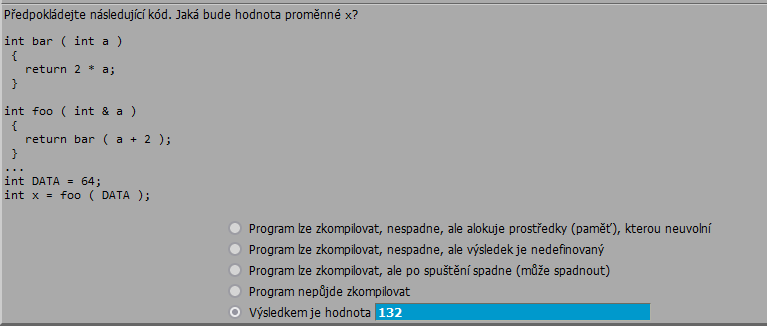 Předpokládejte následující kód. Jaká bude hodnota proměnné x?
int bar ( int a )
{
return 2 * a;
}
int foo ( int & a )
{
return bar ( a + 2 );
}
...
int DATA = 64;
int x = foo ( DATA );
Program lze zkompilovat, nespadne, ale alokuje prostředky (paměť), kterou neuvolní
Program lze zkompilovat, nespadne, ale výsledek je nedefinovaný
Program lze zkompilovat, ale po spuštění spadne (může spadnout)
Program nepůjde zkompilovat
Výsledkem je hodnota 132